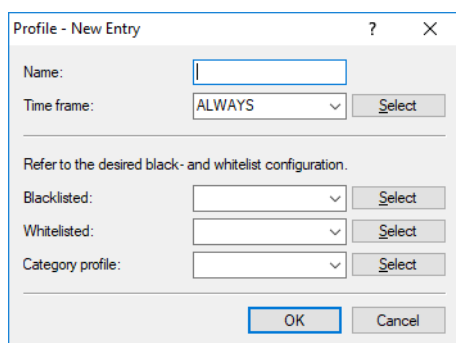 Profile - New Entry ?
Name:
Time frame: ALWAYS Select
Refer to the desired black- and whitelist configuration.
Blacklisted: Select
Whitelisted: Select
Category profile: Select
OK Cancel